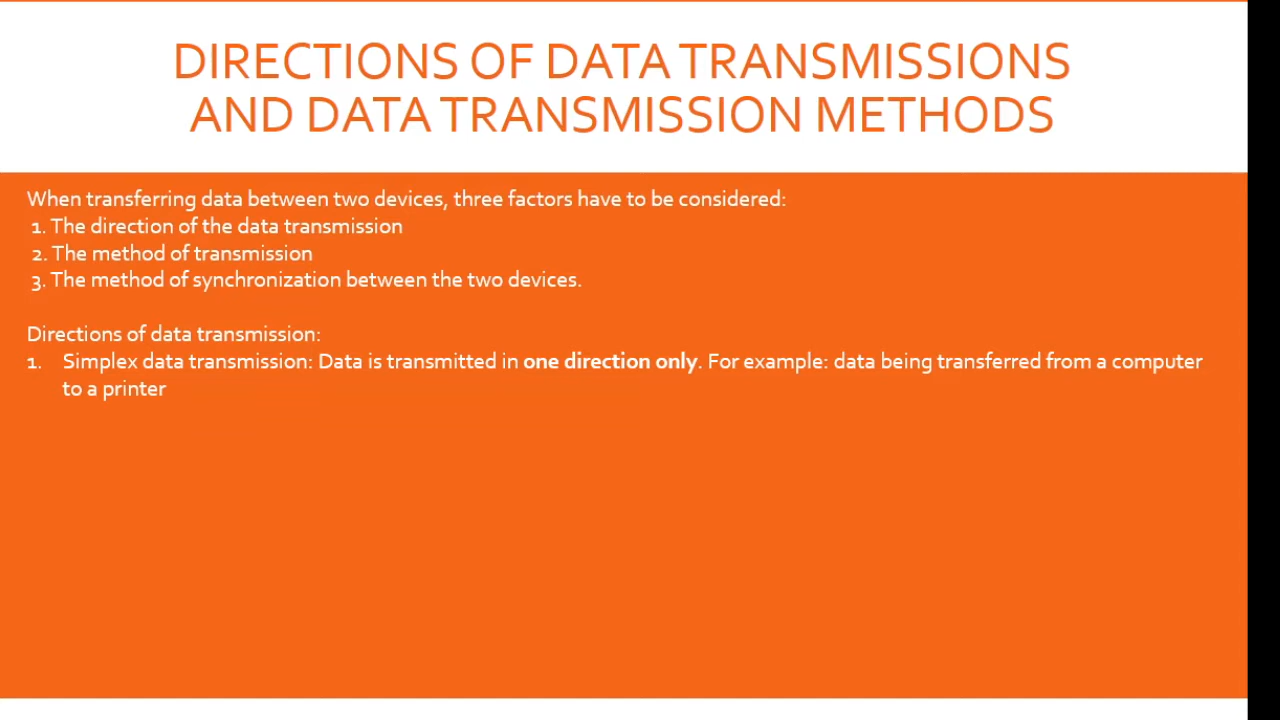 DIRECTIONS OF DATA TRANSMISSIONS
AND DATA TRANSMISSION METHODS
When transferring data between two devices, three factors have to be considered:
1. The direction of the data transmission
2. The method of transmission
3. The method of synchronization between the two devices.
Directions of data transmission:
1. Simplex data transmission: Data is transmitted in one direction only. For example: data being transferred from a computer
to a printer